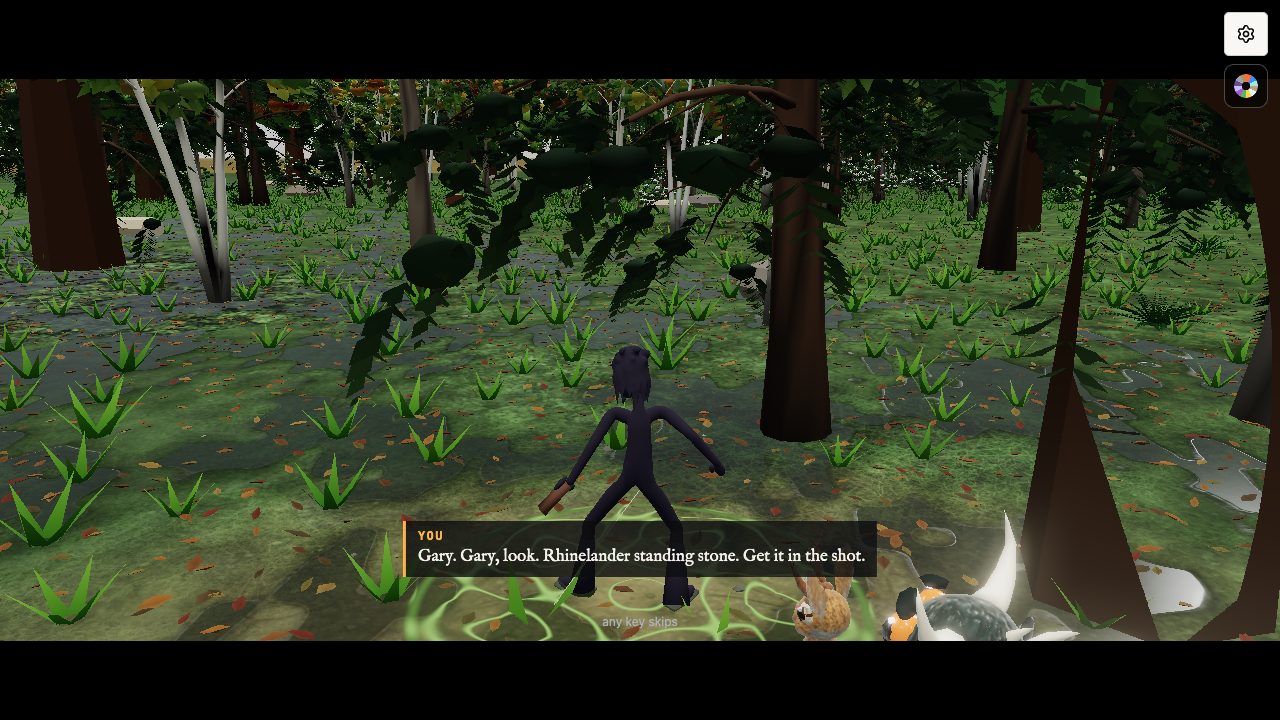 YOU
Gary. Gary, look. Rhinelander standing stone. Get it in the shot.
any key skips